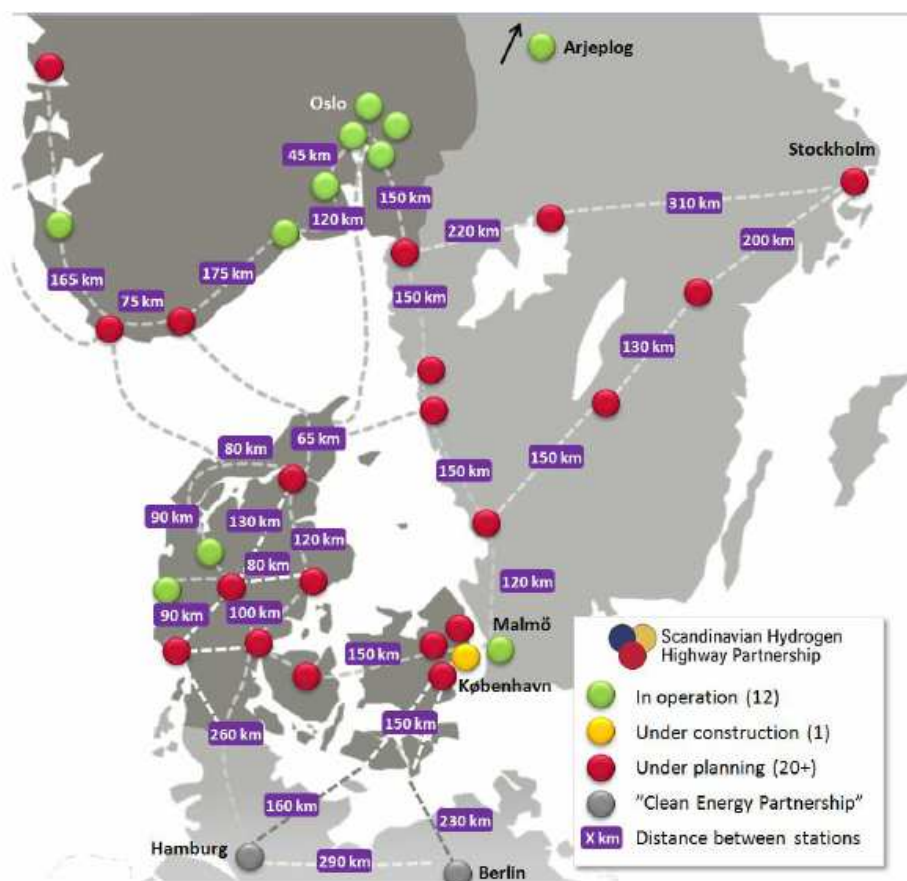 Arjeplog
Oslo
Stockholm
45 km
150 km
310 km
120 km
220 km
200 km
175 km
165 km
75 km
150 km
130 km
65 km
80 km
150 km
150 km
90 km
130 km
120 km
80 km
120 km
90 km
100 km
Malmö
150 km
København
150 km
260 km
160 km
230 km
Hamburg
290 km
Berlin
Scandinavian Hydrogen
Highway Partnership
In operation (12)
Under construction (1)
Under planning (20+)
"Clean Energy Partnership"
X km Distance between stations